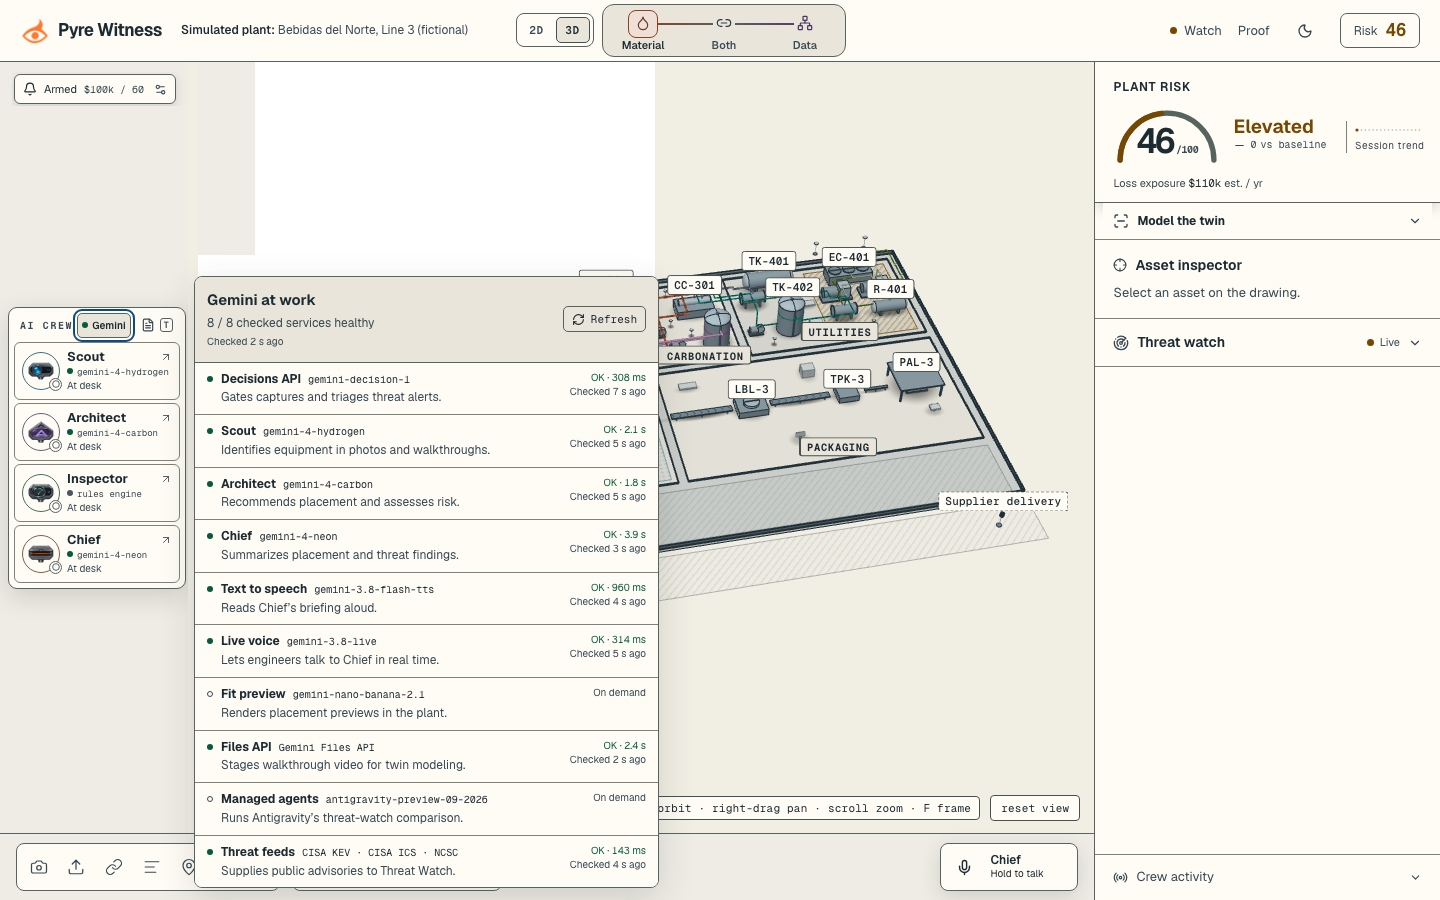 Pyre Witness
Simulated plant: Bebidas del Norte, Line 3 (fictional)
2D 3D
Material Both Data
Watch Proof
Risk 46
Armed $100k / 60
AI CREW Gemini T
Scout
gemini-4-hydrogen
At desk
Architect
gemini-4-carbon
At desk
Inspector
rules engine
At desk
Chief
gemini-4-neon
At desk
Gemini at work
8 / 8 checked services healthy
Checked 2 s ago
Refresh
Decisions API gemini-decision-1
OK · 308 ms
Gates captures and triages threat alerts.
Checked 7 s ago
Scout gemini-4-hydrogen
OK · 2.1 s
Identifies equipment in photos and walkthroughs.
Checked 5 s ago
Architect gemini-4-carbon
OK · 1.8 s
Recommends placement and assesses risk.
Checked 5 s ago
Chief gemini-4-neon
OK · 3.9 s
Summarizes placement and threat findings.
Checked 3 s ago
Text to speech gemini-3.8-flash-tts
OK · 960 ms
Reads Chief's briefing aloud.
Checked 4 s ago
Live voice gemini-3.8-live
OK · 314 ms
Lets engineers talk to Chief in real time.
Checked 5 s ago
Fit preview gemini-nano-banana-2.1
On demand
Renders placement previews in the plant.
Files API Gemini Files API
OK · 2.4 s
Stages walkthrough video for twin modeling.
Checked 2 s ago
Managed agents antigravity-preview-09-2026
On demand
Runs Antigravity's threat-watch comparison.
Threat feeds CISA KEV · CISA ICS · NCSC
OK · 143 ms
Supplies public advisories to Threat Watch.
Checked 4 s ago
TK-401
EC-401
CC-301
TK-402
R-401
UTILITIES
CARBONATION
PAL-3
TPK-3
LBL-3
PACKAGING
Supplier delivery
orbit · right-drag pan · scroll zoom · F frame
reset view
Chief
Hold to talk
PLANT RISK
46/100
Elevated
— 0 vs baseline
Session trend
Loss exposure $110k est. / yr
Model the twin
Asset inspector
Select an asset on the drawing.
Threat watch
Live
Crew activity